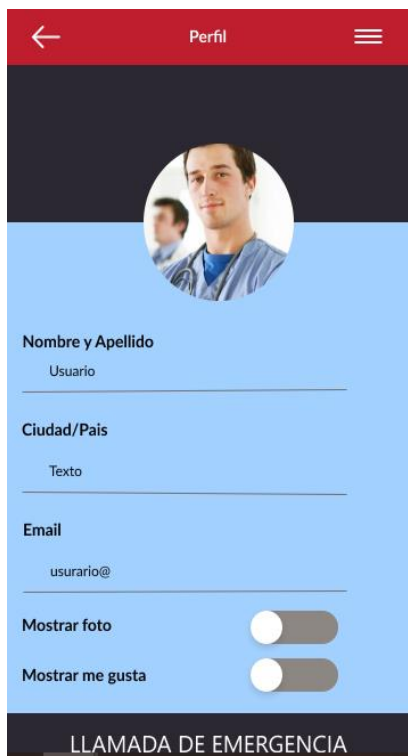 Perfil
Nombre y Apellido
Usuario
Ciudad/Pais
Texto
Email
usurario@
Mostrar foto
Mostrar me gusta
LLAMADA DE EMERGENCIA